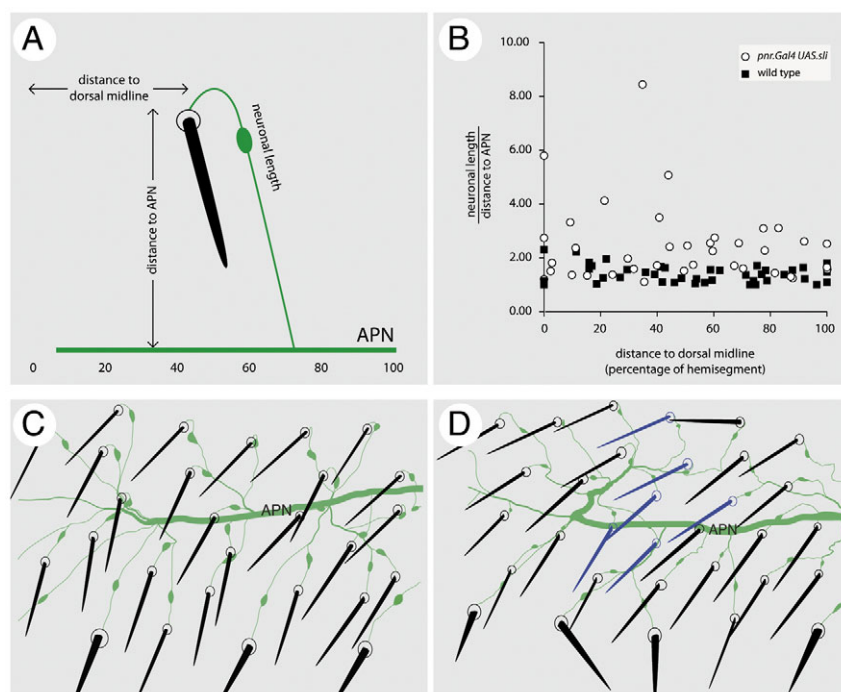 A
distance to
dorsal midline
neuronal length
distance to APN
APN
0 20 40 60 80 100
B
10.00
8.00
6.00
4.00
2.00
0.00
neuronal length
distance to APN
pnr.Gal4 UAS.sli
wild type
0 20 40 60 80 100
distance to dorsal midline
(percentage of hemisegment)
C
APN
D
APN